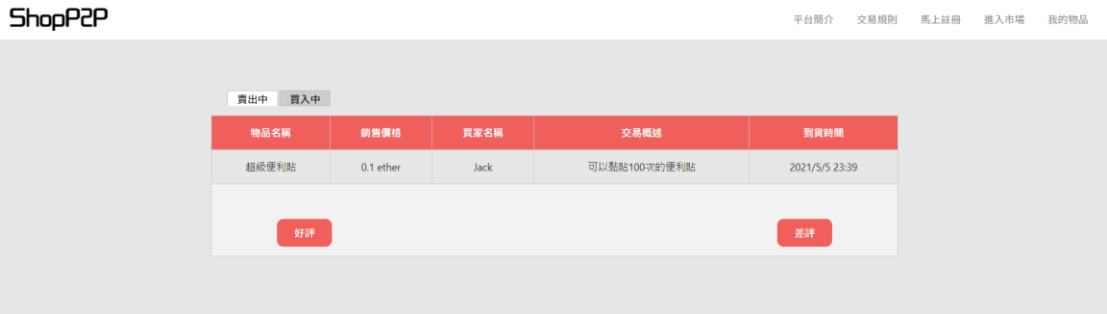 ShopP2P
平台簡介 交易規則 馬上註冊 進入市場 我的物品
賣出中 買入中
物品名稱 銷售價格 買家名稱 交易概述 到貨時間
超級便利貼 0.1 ether Jack 可以黏貼100次的便利貼 2021/5/5 23:39
好評 差評